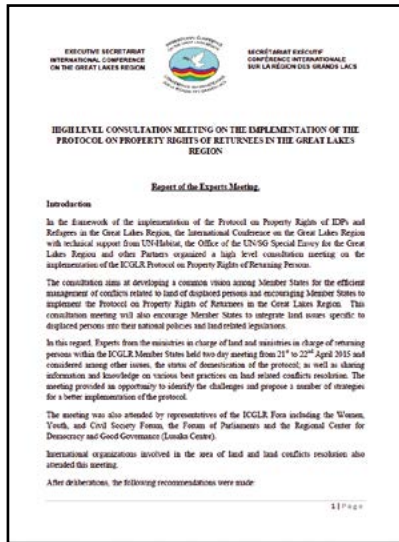 EXECUTIVE SECRETARIAT
INTERNATIONAL CONFERENCE
ON THE GREAT LAKES REGION
SECRÉTARIAT EXÉCUTIF
CONFÉRENCE INTERNATIONALE
SUR LA RÉGION DES GRANDS LACS
HIGH LEVEL CONSULTATION MEETING ON THE IMPLEMENTATION OF THE
PROTOCOL ON PROPERTY RIGHTS OF RETURNEES IN THE GREAT LAKES
REGION
Report of the Experts Meeting.
Introduction
In the framework of the implementation of the Protocol on Property Rights of IDPs and
Refugees in the Great Lakes Region, the International Conference on the Great Lakes Region
with technical support from UN-Habitat, the Office of the UN/SG Special Envoy for the Great
Lakes Region and other Partners organized a high level consultation meeting on the
implementation of the ICGLR Protocol on Property Rights of Returning Persons.
The consultation aims at developing a common vision among Member States for the efficient
management of conflicts related to land of displaced persons and encouraging Member States to
implement the Protocol on Property Rights of Returnees in the Great Lakes Region. This
consultation meeting will also encourage Member States to integrate land issues specific to
displaced persons into their national policies and land related legislations.
In this regard, Experts from the ministries in charge of land and ministries in charge of returning
persons within the ICGLR Member States held two day meeting from 21st to 22nd April 2015 and
considered among other issues, the status of domestication of the protocol; as well as sharing
information and knowledge on various best practices on land related conflicts resolution. The
meeting provided an opportunity to identify the challenges and propose a number of strategies
for a better implementation of the protocol.
The meeting was also attended by representatives of the ICGLR Fora including the Women,
Youth, and Civil Society Forum, the Forum of Parliaments and the Regional Center for
Democracy and Good Governance (Lusaka Centre).
International organizations involved in the area of land and land conflicts resolution also
attended this meeting.
After deliberations, the following recommendations were made:
1 | Page